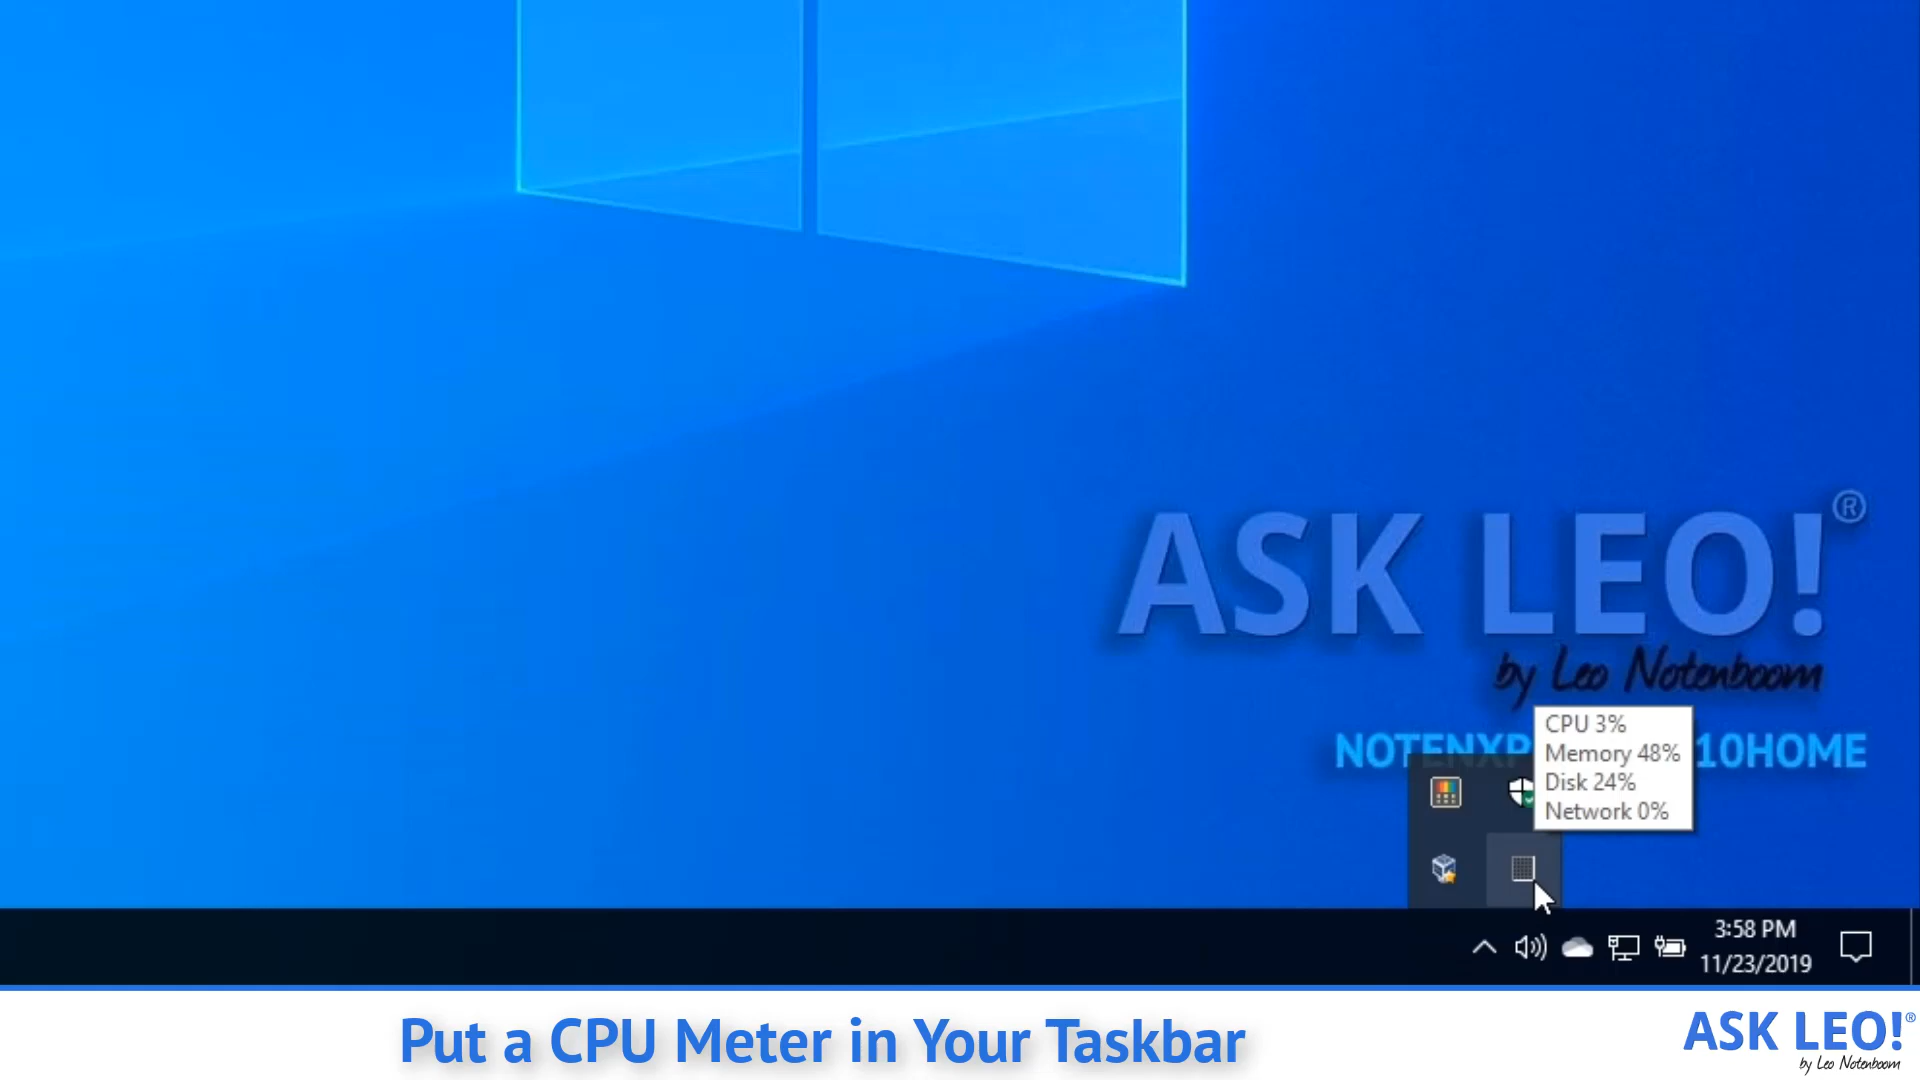 ASK LEO!®
by Leo Notenboom
CPU 3%
NOTENXP 10HOME
Memory 48%
Disk 24%
Network 0%
3:58 PM
11/23/2019
Put a CPU Meter in Your Taskbar
ASK LEO!®
by Leo Notenboom